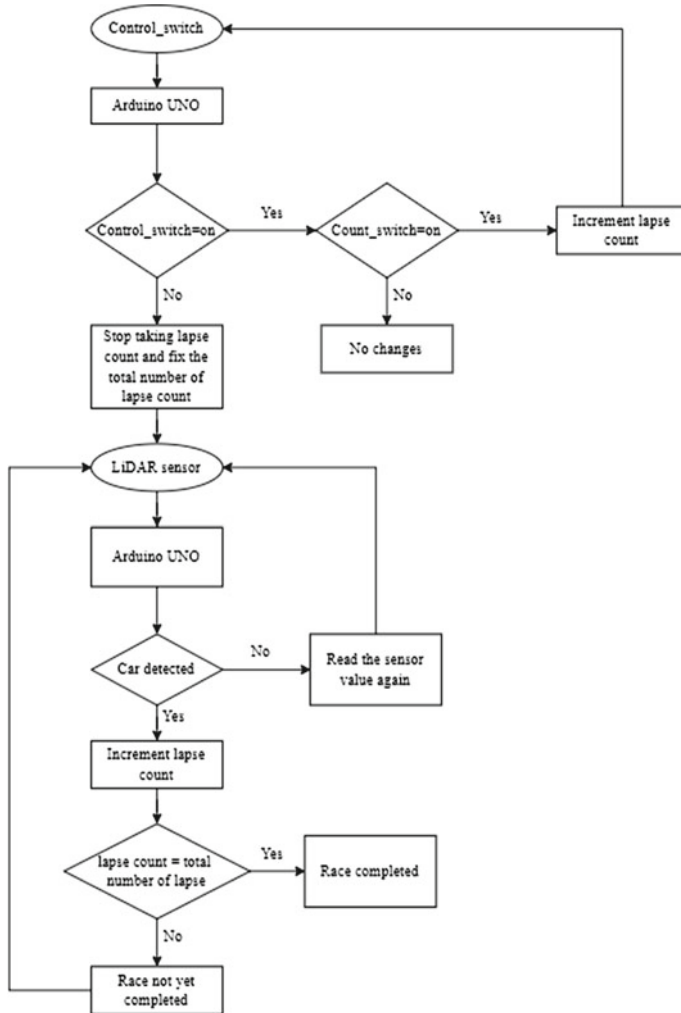 Control_switch
Arduino UNO
Control_switch=on
Yes
Count_switch=on
Yes
Increment lapse
count
No
No
Stop taking lapse
count and fix the
total number of
lapse count
No changes
LiDAR sensor
Arduino UNO
Car detected
No
Read the sensor
value again
Yes
Increment lapse
count
lapse count = total
number of lapse
Yes
Race completed
No
Race not yet
completed